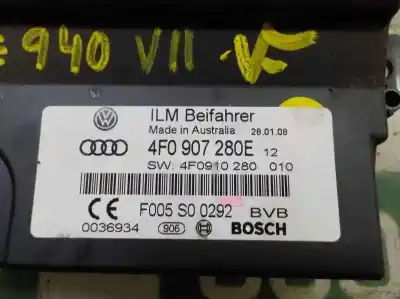 940 VII
ILM Beifahrer
Made in Australia 28.01.08
4F0 907 280E 12
SW: 4F0910 280 010
F005 S0 0292 BVB
CE 0036934 906 BOSCH